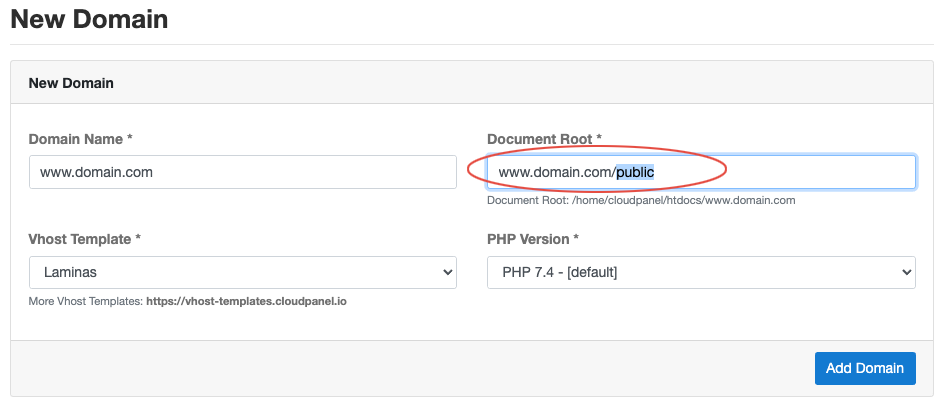 New Domain
New Domain
Domain Name *
Document Root *
www.domain.com
www.domain.com/public
Document Root: /home/cloudpanel/htdocs/www.domain.com
Vhost Template *
PHP Version *
Laminas
PHP 7.4 - [default]
More Vhost Templates: https://vhost-templates.cloudpanel.io
Add Domain